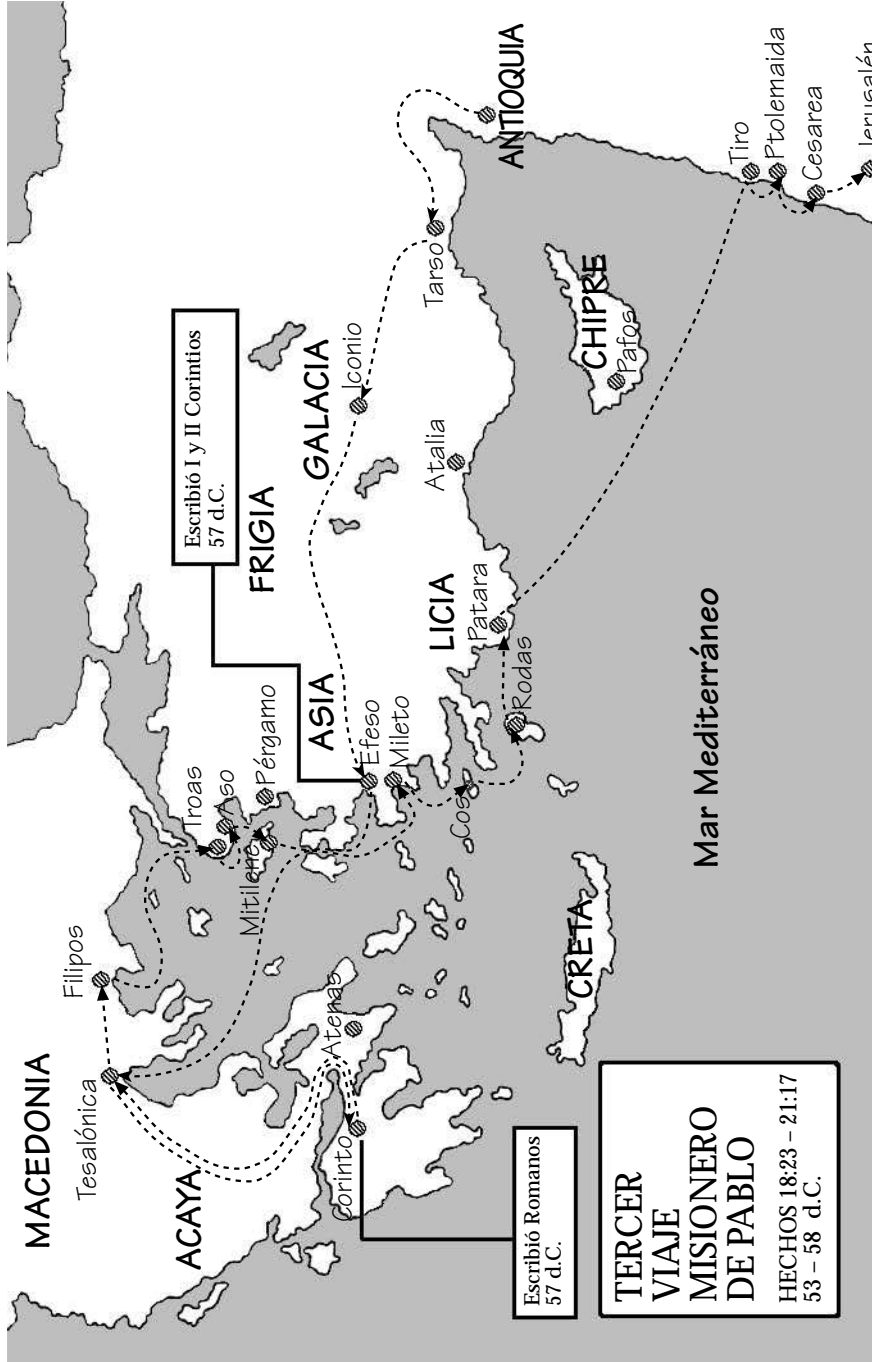 MACEDONIA
Tesalónica
Filipos
ACAYA
Corinto
Atenas
Troas
Aso
Mitilene
Pérgamo
ASIA
Efeso
Mileto
Cos
Rodas
FRIGIA
GALACIA
Iconio
LICIA
Patara
Atalia
Tarso
ANTIOQUIA
CHIPRE
Pafos
Tiro
Ptolemaida
Cesarea
Jerusalén
CRETA
Mar Mediterráneo
Escribió I y II Corintios
57 d.C.
Escribió Romanos
57 d.C.
TERCER
VIAJE
MISIONERO
DE PABLO
HECHOS 18:23 – 21:17
53 – 58 d.C.